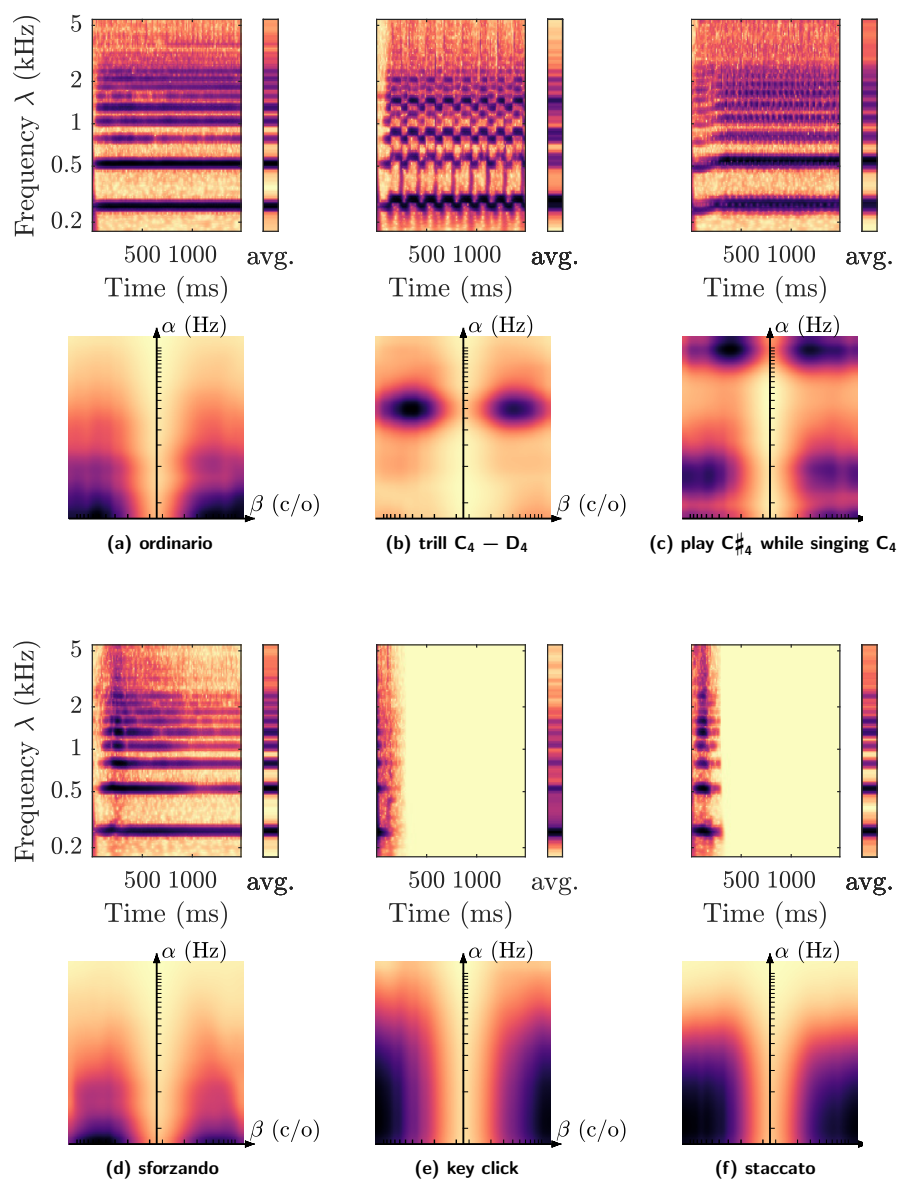 Frequency λ (kHz)
5
2
1
0.5
0.2
500 1000 avg.
Time (ms)
500 1000 avg.
Time (ms)
500 1000 avg.
Time (ms)
α (Hz)
β (c/o)
(a) ordinario
α (Hz)
β (c/o)
(b) trill C₄ — D₄
α (Hz)
(c) play C♯₄ while singing C₄
Frequency λ (kHz)
5
2
1
0.5
0.2
500 1000 avg.
Time (ms)
500 1000 avg.
Time (ms)
500 1000 avg.
Time (ms)
α (Hz)
β (c/o)
(d) sforzando
α (Hz)
β (c/o)
(e) key click
α (Hz)
(f) staccato